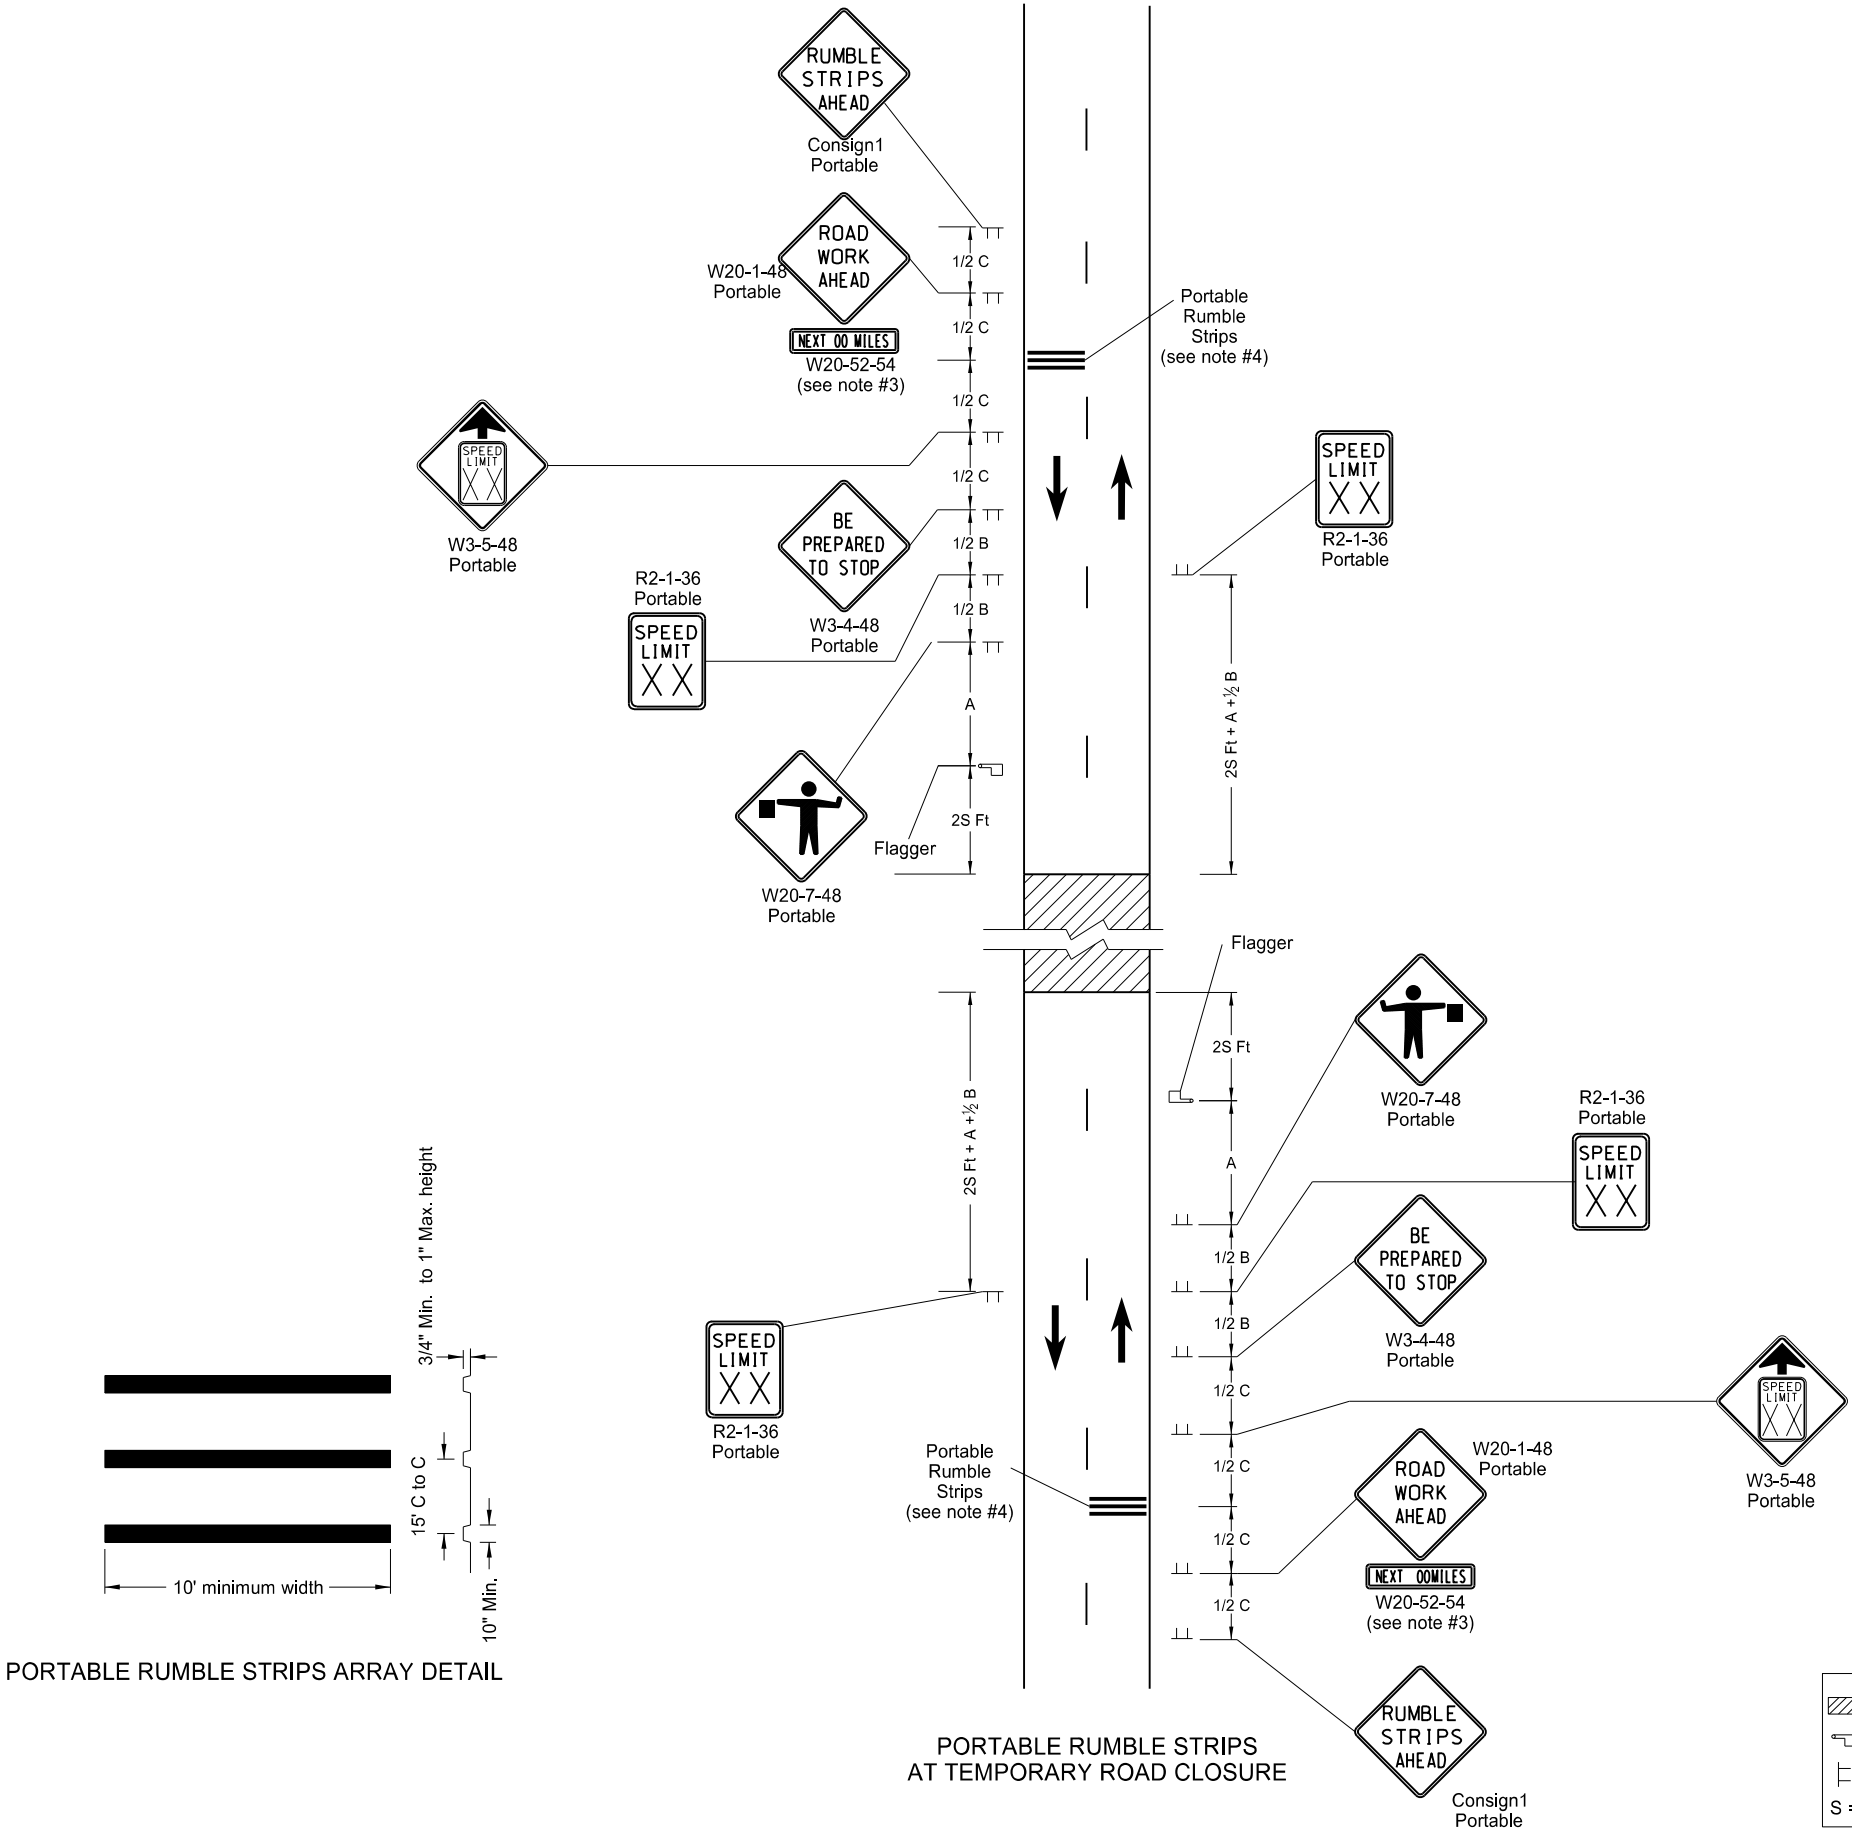 RUMBLE
STRIPS
AHEAD
Consign1
Portable
ROAD
WORK
AHEAD
W20-1-48
Portable
NEXT 00 MILES
W20-52-54
(see note #3)
1/2 C
1/2 C
1/2 C
1/2 C
1/2 B
1/2 B
A
2S Ft
Portable
Rumble
Strips
(see note #4)
SPEED
LIMIT
XX
W3-5-48
Portable
BE
PREPARED
TO STOP
W3-4-48
Portable
R2-1-36
Portable
SPEED
LIMIT
XX
SPEED
LIMIT
XX
R2-1-36
Portable
2S Ft + A +½ B
Flagger
W20-7-48
Portable
Flagger
2S Ft
A
1/2 B
1/2 B
1/2 C
1/2 C
1/2 C
1/2 C
W20-7-48
Portable
R2-1-36
Portable
SPEED
LIMIT
XX
BE
PREPARED
TO STOP
W3-4-48
Portable
2S Ft + A +½ B
SPEED
LIMIT
XX
R2-1-36
Portable
SPEED
LIMIT
XX
W3-5-48
Portable
Portable
Rumble
Strips
(see note #4)
ROAD
WORK
AHEAD
W20-1-48
Portable
NEXT 00MILES
W20-52-54
(see note #3)
RUMBLE
STRIPS
AHEAD
Consign1
Portable
3/4" Min. to 1" Max. height
15' C to C
10" Min.
10' minimum width
PORTABLE RUMBLE STRIPS ARRAY DETAIL
PORTABLE RUMBLE STRIPS
AT TEMPORARY ROAD CLOSURE
S =